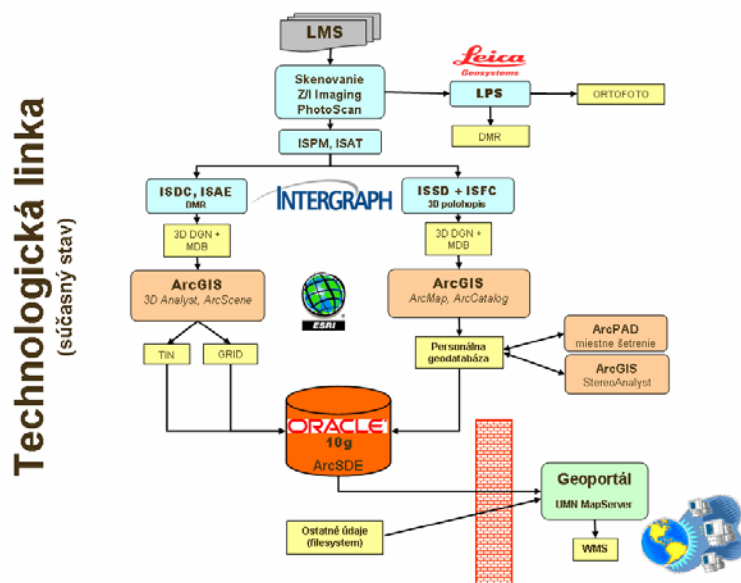 Technologická linka
(súčasný stav)
LMS
Skenovanie
Z/I Imaging
PhotoScan
Leica
Geosystems
LPS
ORTOFOTO
DMR
ISPM, ISAT
ISDC, ISAE
DMR
INTERGRAPH
ISSD + ISFC
3D polohopis
3D DGN +
MDB
3D DGN +
MDB
ArcGIS
3D Analyst, ArcScene
ESRI
ArcGIS
ArcMap, ArcCatalog
TIN
GRID
Personálna
geodatabáza
ArcPAD
miestne šetrenie
ArcGIS
StereoAnalyst
ORACLE
10g
ArcSDE
Geoportál
UMN MapServer
Ostatné údaje
(filesystem)
WMS